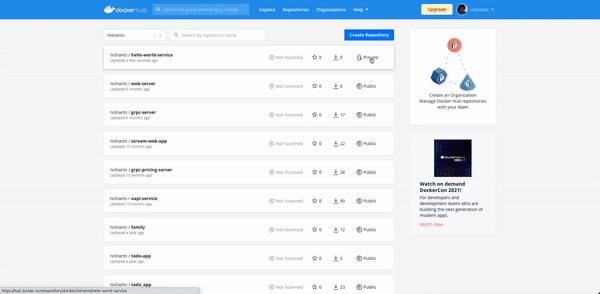 dockerhub
Search for great content (e.g., mysql)
Explore Repositories Organizations Help
Upgrade
nishants
nishants
Search by repository name
Create Repository
nishants / hello-world-service
Updated a few seconds ago
Not Scanned 0 0 Private
nishants / web-server
Updated 6 months ago
Not Scanned 0 6 Public
nishants / grpc-server
Updated 6 months ago
Not Scanned 0 17 Public
nishants / stream-web-app
Updated 10 months ago
Not Scanned 0 22 Public
nishants / grpc-pricing-server
Updated 10 months ago
Not Scanned 0 26 Public
nishants / oapi-service
Updated 16 months ago
Not Scanned 0 90 Public
nishants / family
Updated a year ago
Not Scanned 0 12 Public
nishants / todo-app
Updated a year ago
Not Scanned 0 5 Public
nishants / todo_app
Not Scanned 0 23 Public
Create an Organization
Manage Docker Hub repositories
with your team
Watch on demand
DockerCon 2021!
For developers and
development teams who are
building the next generation of
modern apps.
Watch Now
https://hub.docker.com/repository/docker/nishants/hello-world-service